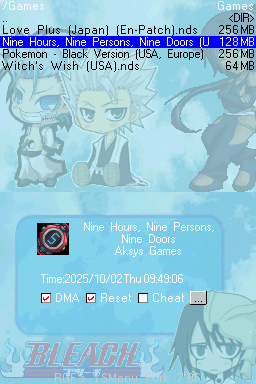 /Games Games
.. <DIR>
Love Plus (Japan) (En-Patch).nds 256MB
Nine Hours, Nine Persons, Nine Doors (U 128MB
Pokemon - Black Version (USA, Europe) 256MB
Witch's Wish (USA).nds 64MB
Nine Hours, Nine Persons,
Nine Doors
Aksys Games
Time:2025/10/02Thu 09:49:06
DMA Reset Cheat ...
BLEACH